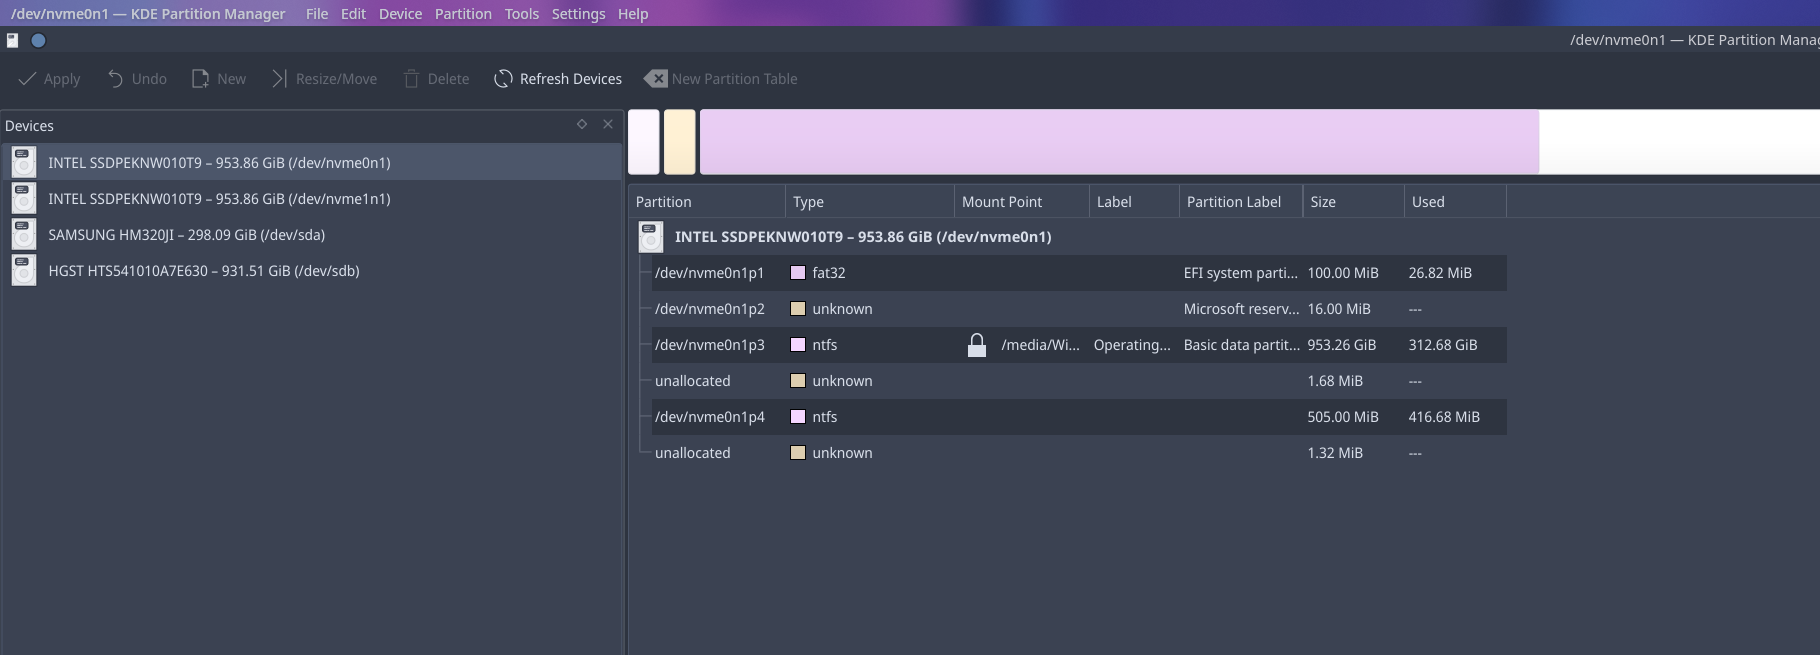 /dev/nvme0n1 — KDE Partition Manager File Edit Device Partition Tools Settings Help
/dev/nvme0n1 — KDE Partition
Apply Undo New Resize/Move Delete Refresh Devices New Partition Table
Devices
INTEL SSDPEKNW010T9 – 953.86 GiB (/dev/nvme0n1)
INTEL SSDPEKNW010T9 – 953.86 GiB (/dev/nvme1n1)
SAMSUNG HM320JI – 298.09 GiB (/dev/sda)
HGST HTS541010A7E630 – 931.51 GiB (/dev/sdb)
Partition Type Mount Point Label Partition Label Size Used
INTEL SSDPEKNW010T9 – 953.86 GiB (/dev/nvme0n1)
/dev/nvme0n1p1 fat32 EFI system parti... 100.00 MiB 26.82 MiB
/dev/nvme0n1p2 unknown Microsoft reserv... 16.00 MiB ---
/dev/nvme0n1p3 ntfs /media/Wi... Operating... Basic data partit... 953.26 GiB 312.68 GiB
unallocated unknown 1.68 MiB ---
/dev/nvme0n1p4 ntfs 505.00 MiB 416.68 MiB
unallocated unknown 1.32 MiB ---